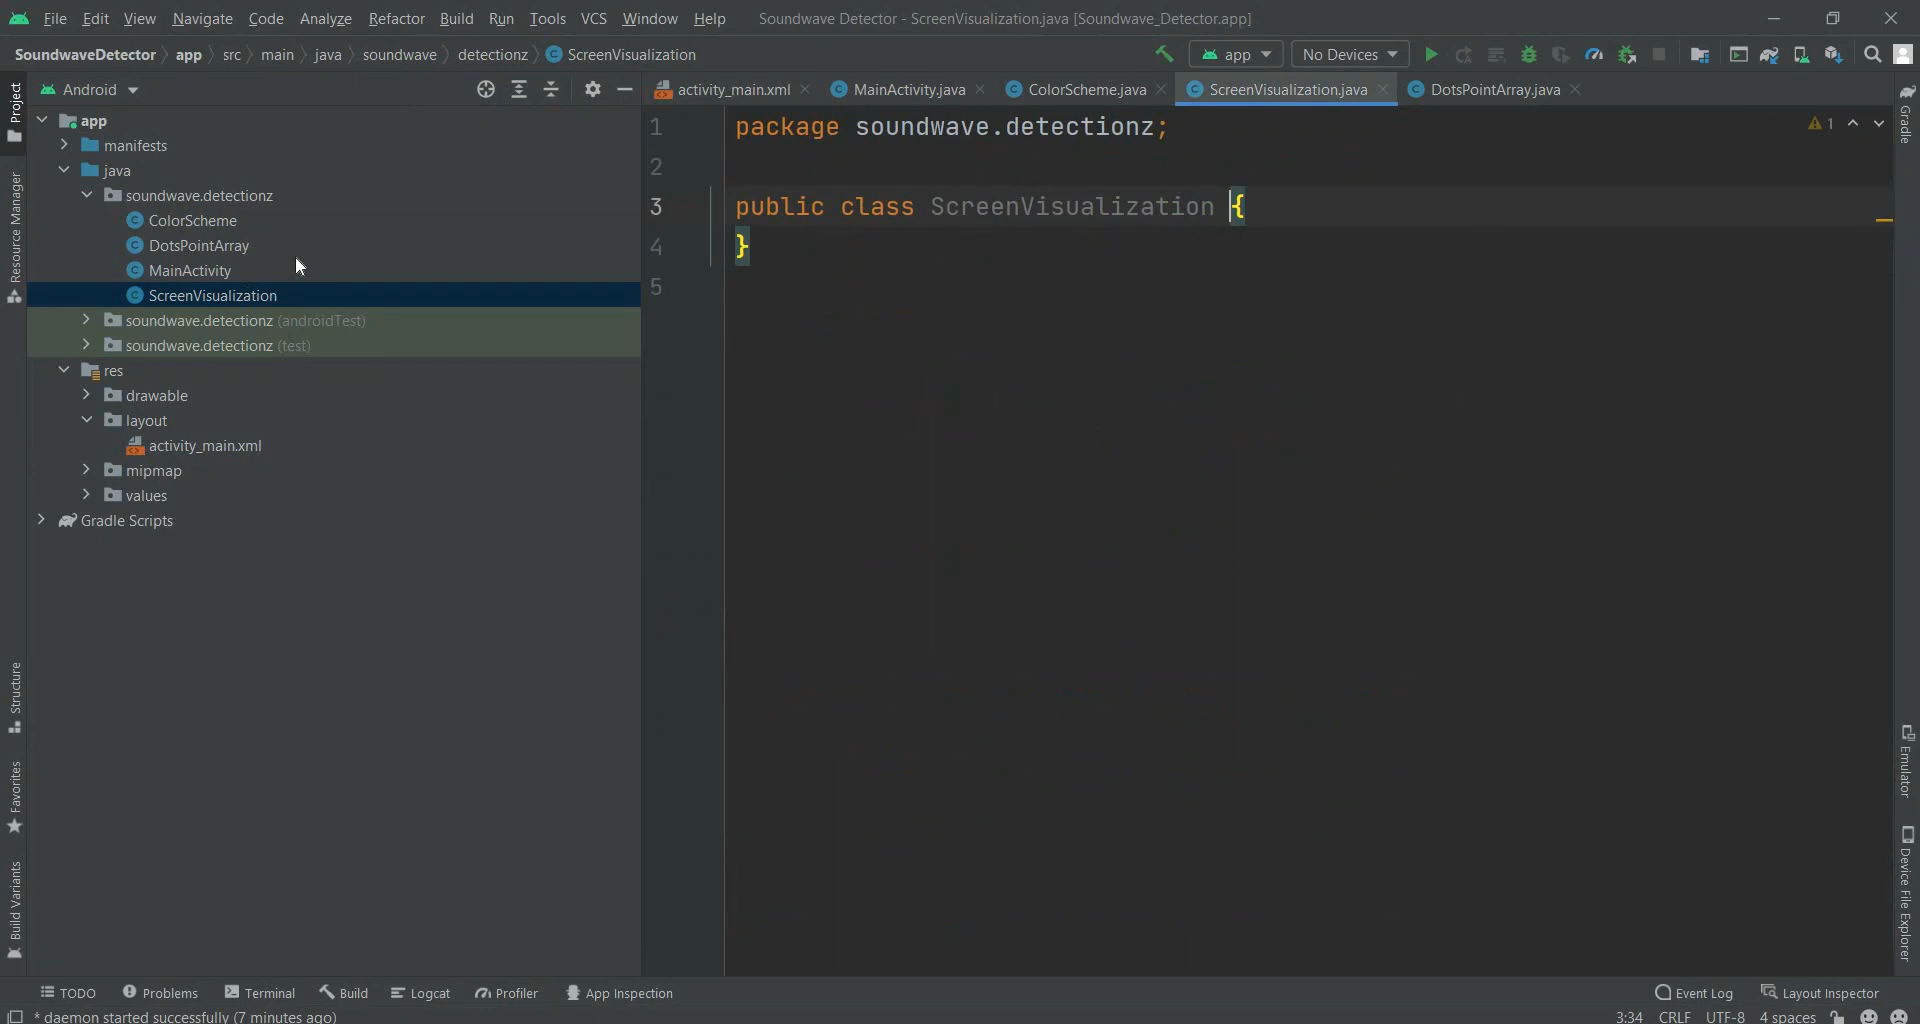 File Edit View Navigate Code Analyze Refactor Build Run Tools VCS Window Help Soundwave Detector - ScreenVisualization.java [Soundwave_Detector.app]
SoundwaveDetector app src main java soundwave detectionz ScreenVisualization app No Devices
Android activity_main.xml MainActivity.java ColorScheme.java ScreenVisualization.java DotsPointArray.java
Project
Resource Manager
Structure
Favorites
Build Variants
app
manifests
java
soundwave.detectionz
ColorScheme
DotsPointArray
MainActivity
ScreenVisualization
soundwave.detectionz (androidTest)
soundwave.detectionz (test)
res
drawable
layout
activity_main.xml
mipmap
values
Gradle Scripts
1 package soundwave.detectionz;
2
3 public class ScreenVisualization {
4 }
5
1
Gradle
Emulator
Device File Explorer
TODO Problems Terminal Build Logcat Profiler App Inspection Event Log Layout Inspector
* daemon started successfully (7 minutes ago) 3:34 CRLF UTF-8 4 spaces